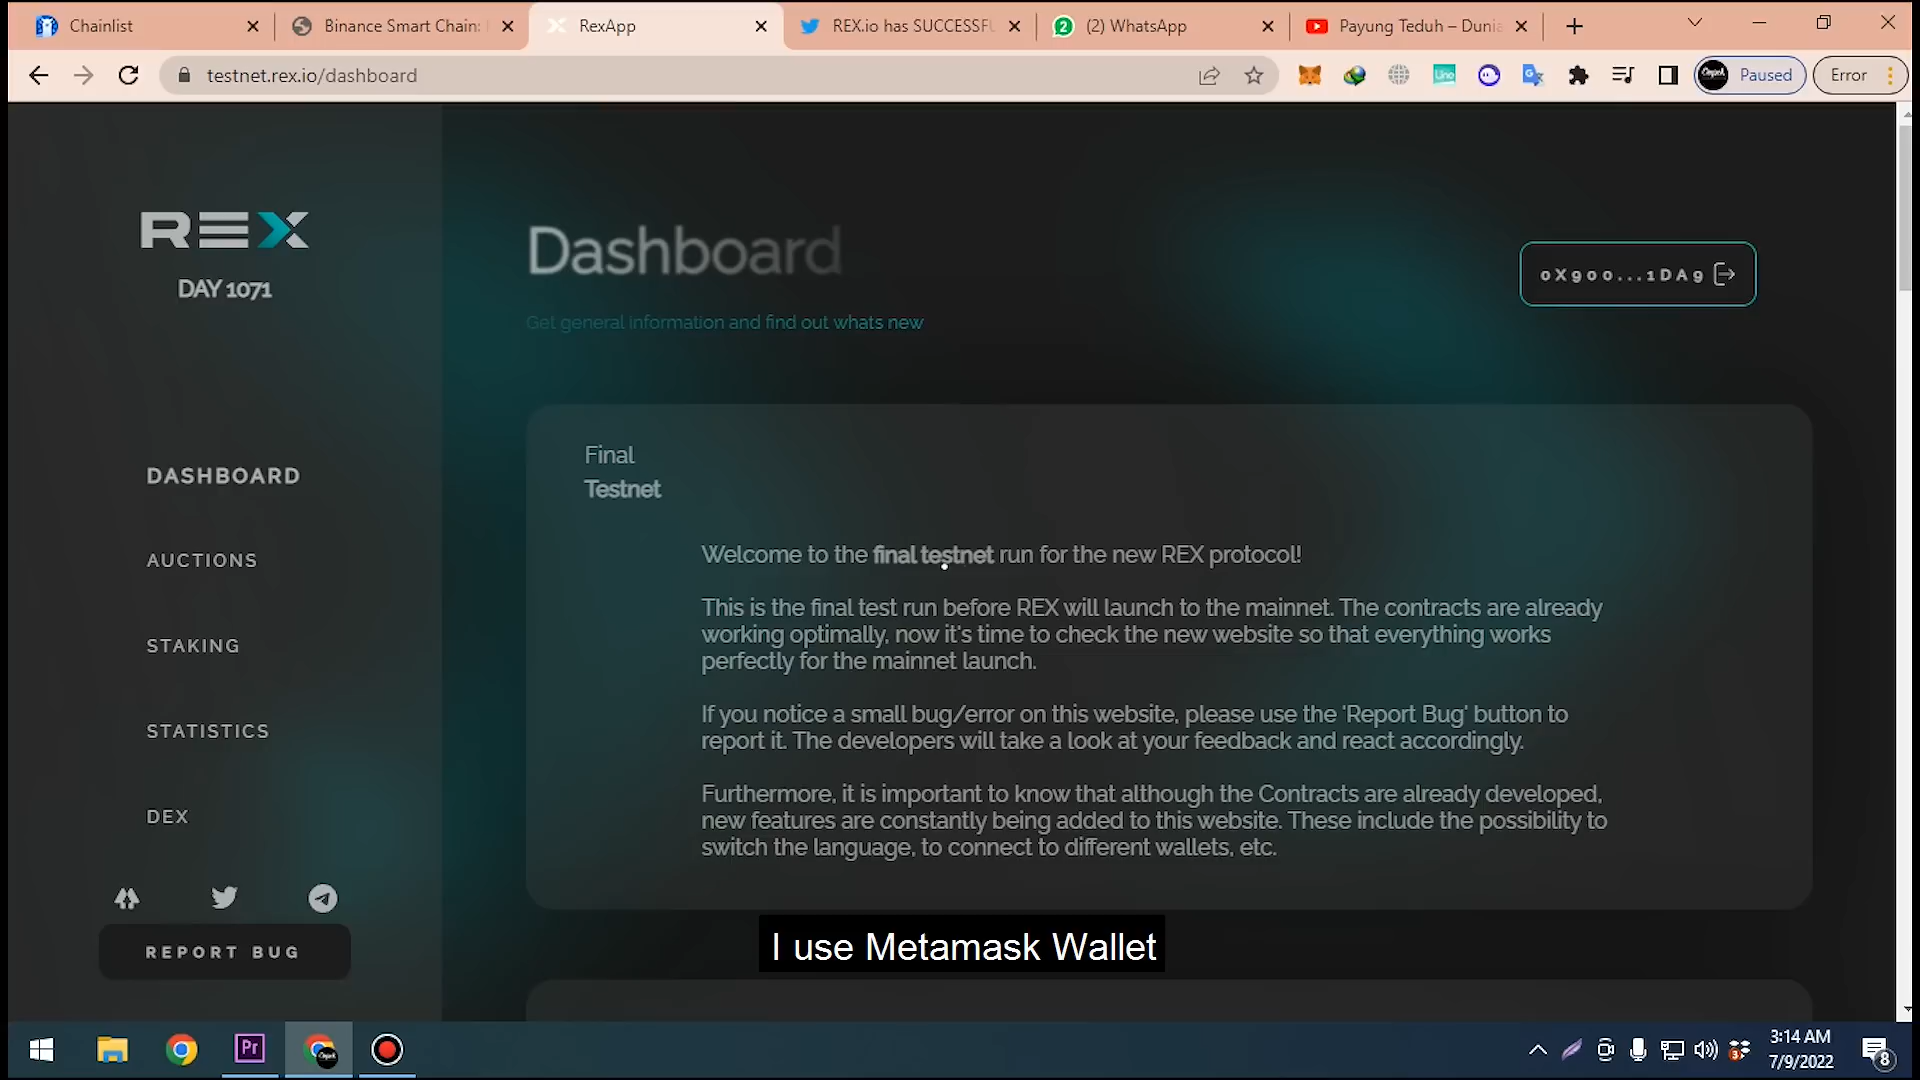 Chainlist
Binance Smart Chain:
RexApp
REX.io has SUCCESSF
(2) WhatsApp
Payung Teduh – Dunia
testnet.rex.io/dashboard
Paused
Error
REX
DAY 1071
DASHBOARD
AUCTIONS
STAKING
STATISTICS
DEX
REPORT BUG
Dashboard
Get general information and find out whats new
0X900...1DA9
Final
Testnet
Welcome to the final testnet run for the new REX protocol!
This is the final test run before REX will launch to the mainnet. The contracts are already
working optimally, now it's time to check the new website so that everything works
perfectly for the mainnet launch.
If you notice a small bug/error on this website, please use the 'Report Bug' button to
report it. The developers will take a look at your feedback and react accordingly.
Furthermore, it is important to know that although the Contracts are already developed,
new features are constantly being added to this website. These include the possibility to
switch the language, to connect to different wallets, etc.
I use Metamask Wallet
Pr
3:14 AM
7/9/2022
8